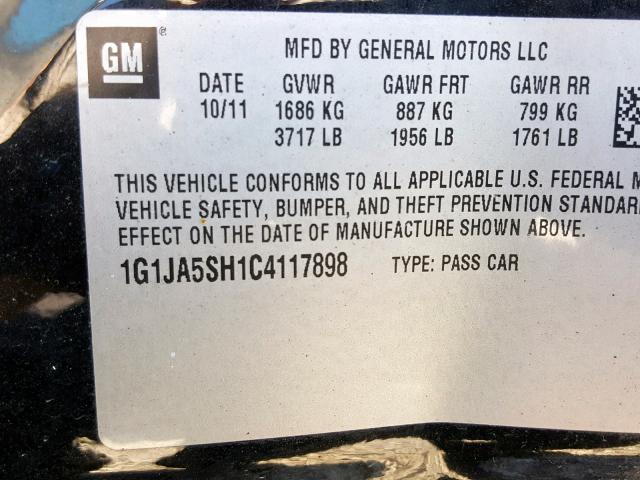 GM ®
MFD BY GENERAL MOTORS LLC
DATE GVWR GAWR FRT GAWR RR
10/11 1686 KG 887 KG 799 KG
3717 LB 1956 LB 1761 LB
THIS VEHICLE CONFORMS TO ALL APPLICABLE U.S. FEDERAL M
VEHICLE SAFETY, BUMPER, AND THEFT PREVENTION STANDAR
EFFECT ON THE DATE OF MANUFACTURE SHOWN ABOVE.
1G1JA5SH1C4117898 TYPE: PASS CAR